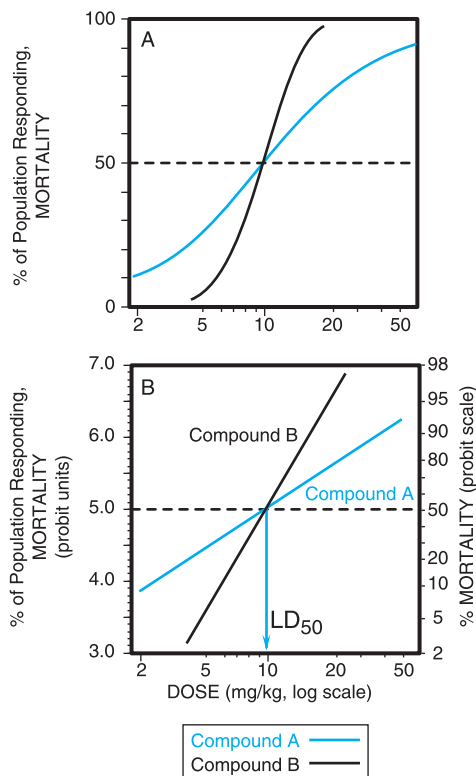 % of Population Responding,
MORTALITY
100
50
0
A
2 5 10 20 50
% of Population Responding,
MORTALITY
(probit units)
7.0
6.0
5.0
4.0
3.0
B
Compound B
Compound A
LD50
98
95
90
80
50
20
10
5
2
% MORTALITY (probit scale)
2 5 10 20 50
DOSE (mg/kg, log scale)
Compound A
Compound B